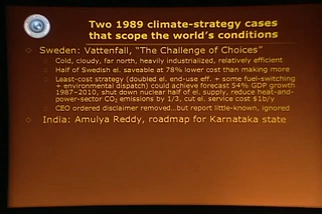 Two 1989 climate-strategy cases
that scope the world's conditions
Sweden: Vattenfall, "The Challenge of Choices"
Cold, cloudy, far north, heavily industrialized, relatively efficient
Half of Swedish el. saveable at 78% lower cost than making more
Least-cost strategy (doubled el. end-use eff. + some fuel-switching
+ environmental dispatch) could achieve forecast 54% GDP growth
1987–2010, shut down nuclear half of el. supply, reduce heat-and-
power-sector CO₂ emissions by 1/3, cut el. service cost $1b/y
CEO ordered disclaimer removed...but report little-known, ignored
India: Amulya Reddy, roadmap for Karnataka state